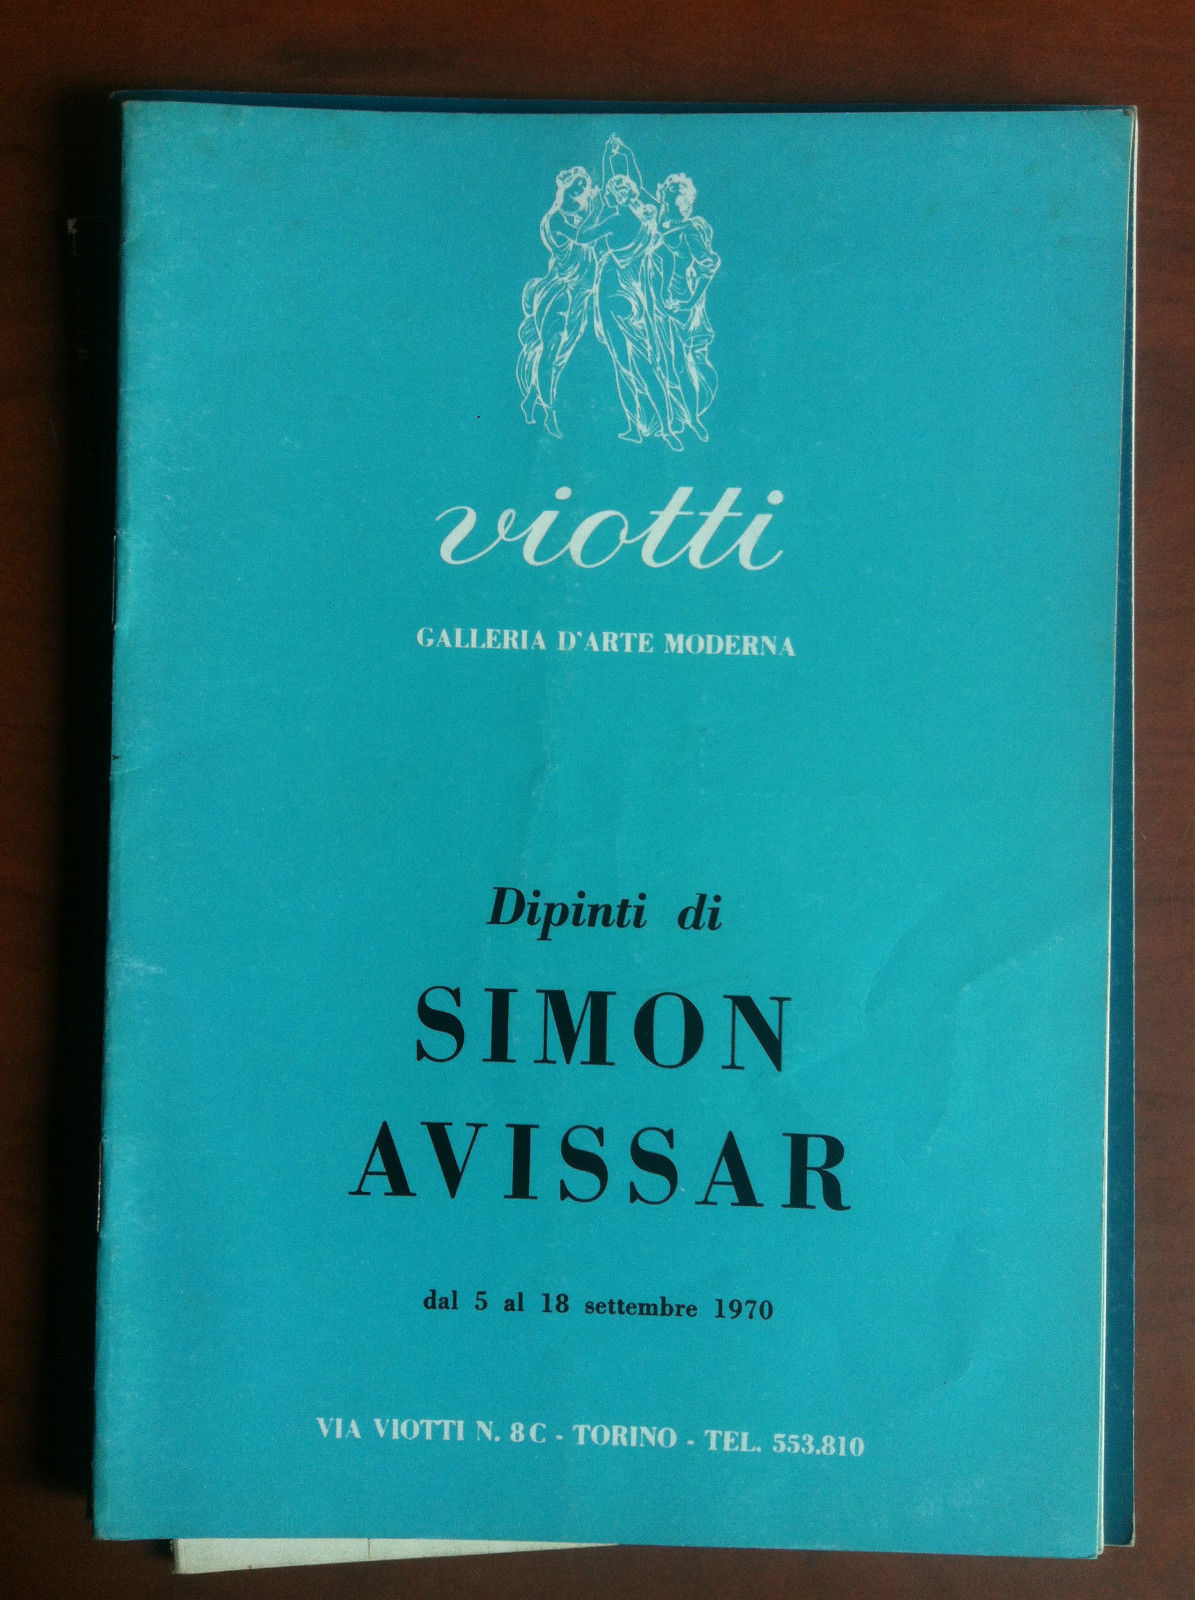 viotti
GALLERIA D'ARTE MODERNA
Dipinti di
SIMON
AVISSAR
dal 5 al 18 settembre 1970
VIA VIOTTI N. 8C - TORINO - TEL. 553.810